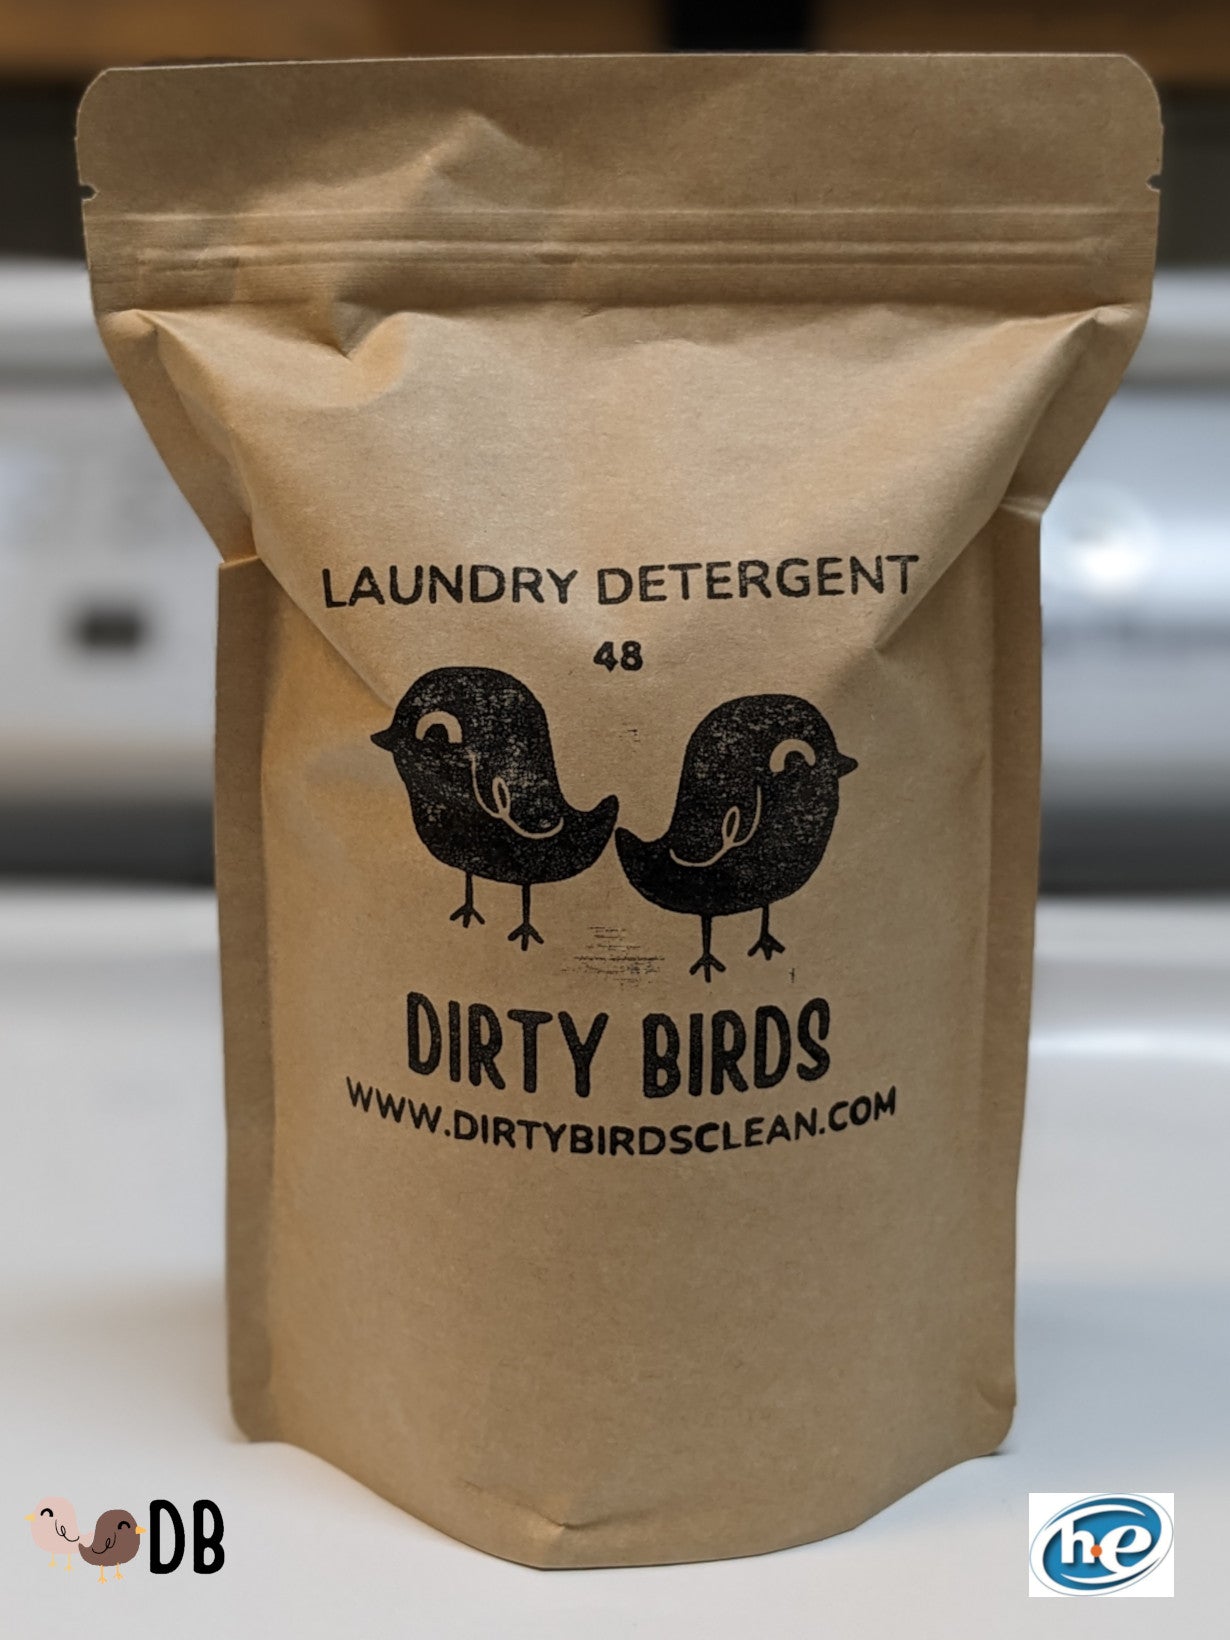 LAUNDRY DETERGENT
48
DIRTY BIRDS
WWW.DIRTYBIRDSCLEAN.COM
DB
he